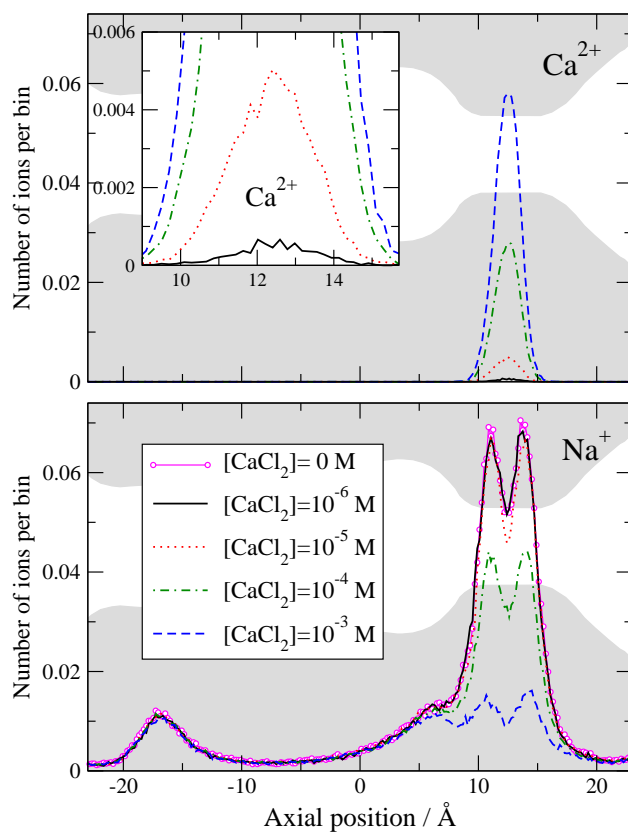 0.006
0.004
0.002
0
10
12
14
Ca²⁺
Ca²⁺
0.06
0.04
0.02
0
Number of ions per bin
Na⁺
[CaCl₂]= 0 M
[CaCl₂]=10⁻⁶ M
[CaCl₂]=10⁻⁵ M
[CaCl₂]=10⁻⁴ M
[CaCl₂]=10⁻³ M
0.06
0.04
0.02
0
Number of ions per bin
-20
-10
0
10
20
Axial position / Å